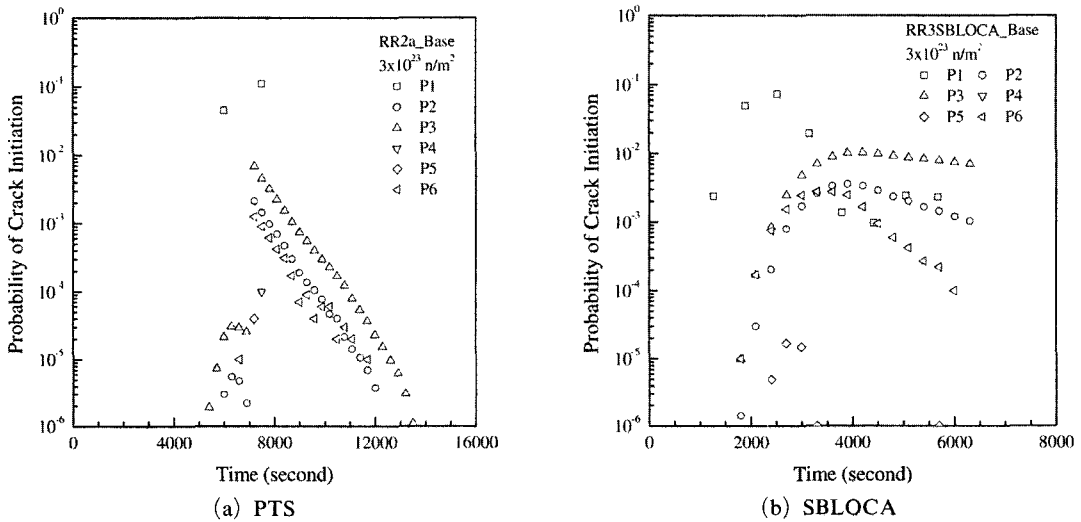 10⁰
10⁻¹
10⁻²
10⁻³
10⁻⁴
10⁻⁵
10⁻⁶
Probability of Crack Initiation
RR2a_Base
3x10²³ n/m²
P1
P2
P3
P4
P5
P6
0 4000 8000 12000 16000
Time (second)
(a) PTS
10⁰
10⁻¹
10⁻²
10⁻³
10⁻⁴
10⁻⁵
10⁻⁶
Probability of Crack Initiation
RR3SBLOCA_Base
3x10²³ n/m²
P1 P2
P3 P4
P5 P6
0 2000 4000 6000 8000
Time (second)
(b) SBLOCA